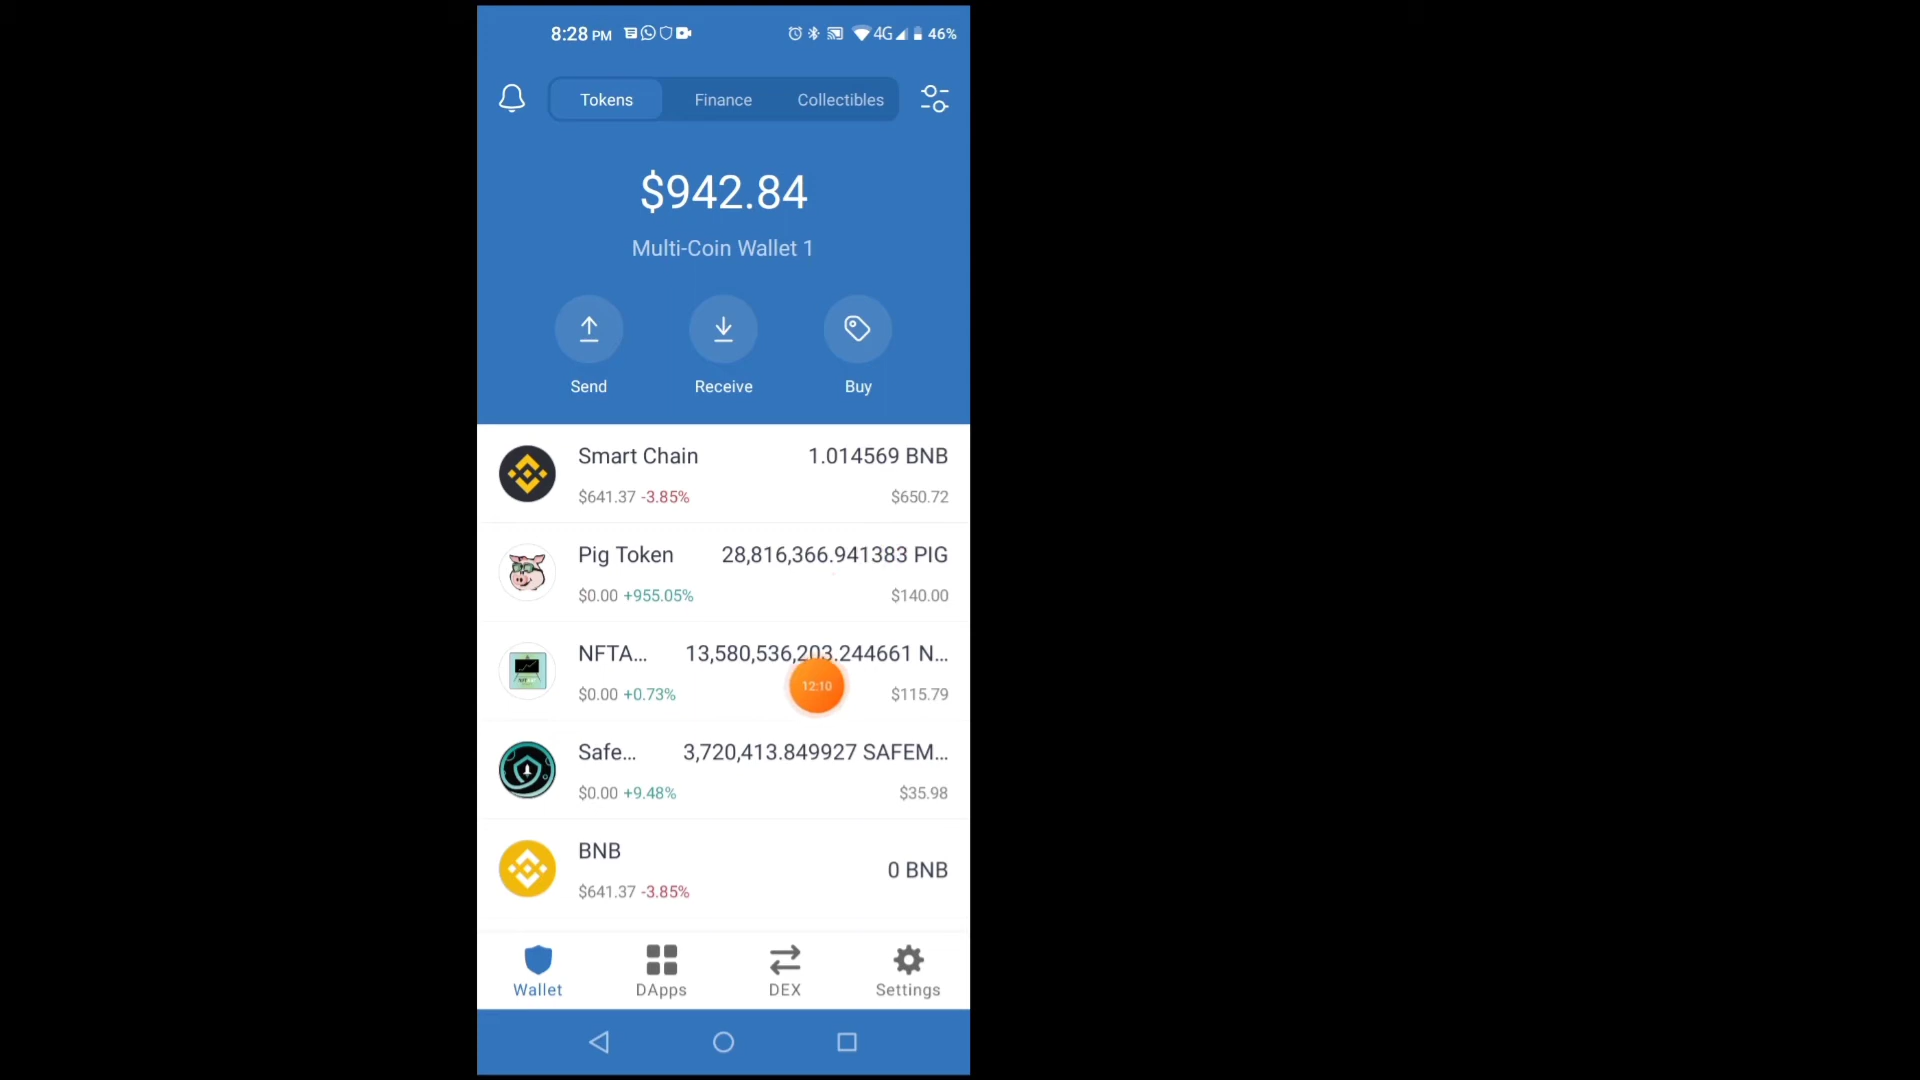 8:28 PM 4G 46%
Tokens Finance Collectibles
$942.84
Multi-Coin Wallet 1
Send Receive Buy
Smart Chain 1.014569 BNB
$641.37 -3.85% $650.72
Pig Token 28,816,366.941383 PIG
$0.00 +955.05% $140.00
NFTA... 13,580,536,203.244661 N...
12:10
$0.00 +0.73% $115.79
Safe... 3,720,413.849927 SAFEM...
$0.00 +9.48% $35.98
BNB
0 BNB
$641.37 -3.85%
Wallet DApps DEX Settings